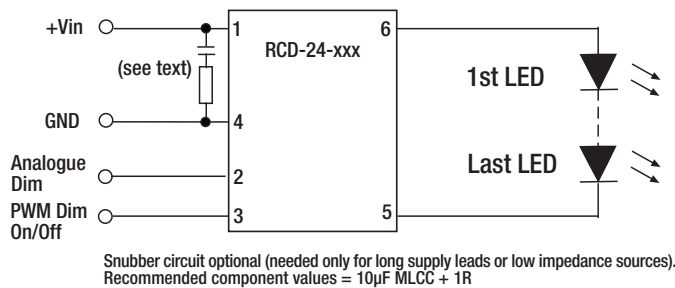 +Vin
1
RCD-24-xxx
6
(see text)
1st LED
GND
4
Analogue
Dim
2
Last LED
PWM Dim
On/Off
3
5
Snubber circuit optional (needed only for long supply leads or low impedance sources).
Recommended component values = 10µF MLCC + 1R